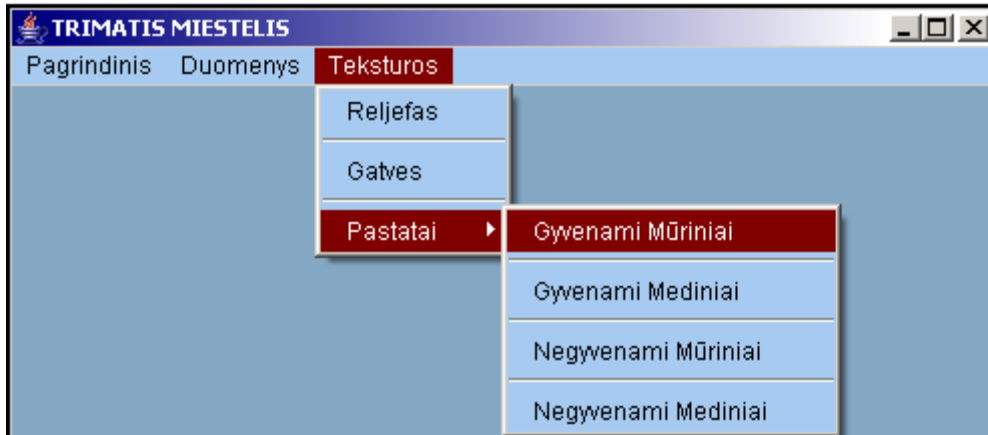 TRIMATIS MIESTELIS
Pagrindinis Duomenys Teksturos
Reljefas
Gatves
Pastatai Gyvenami Mūriniai
Gyvenami Mediniai
Negyvenami Mūriniai
Negyvenami Mediniai